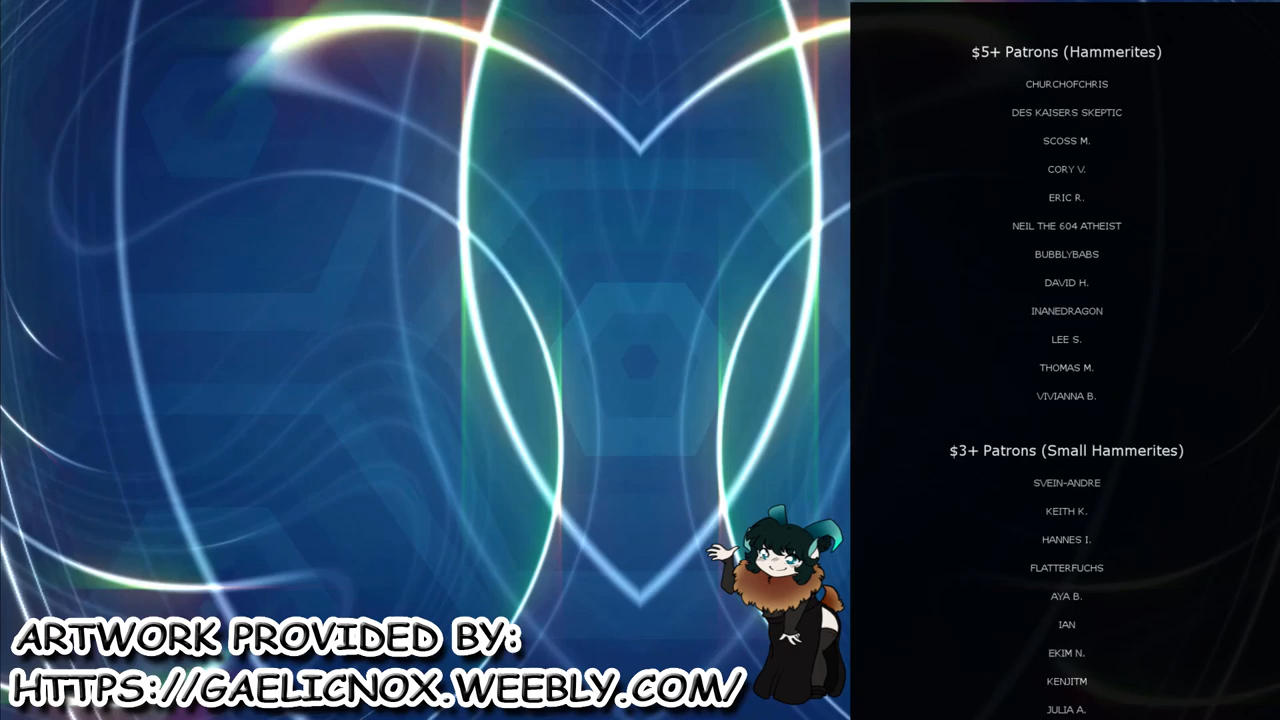 $5+ Patrons (Hammerites)
CHURCHOFCHRIS
DES KAISERS SKEPTIC
SCOSS M.
CORY V.
ERIC R.
NEIL THE 604 ATHEIST
BUBBLYBABS
DAVID H.
INANEDRAGON
LEE S.
THOMAS M.
VIVIANNA B.
$3+ Patrons (Small Hammerites)
SVEIN-ANDRE
KEITH K.
HANNES I.
FLATTERFUCHS
AYA B.
IAN
EKIM N.
KENJITM
JULIA A.
ARTWORK PROVIDED BY:
HTTPS://GAELICNOX.WEEBLY.COM/